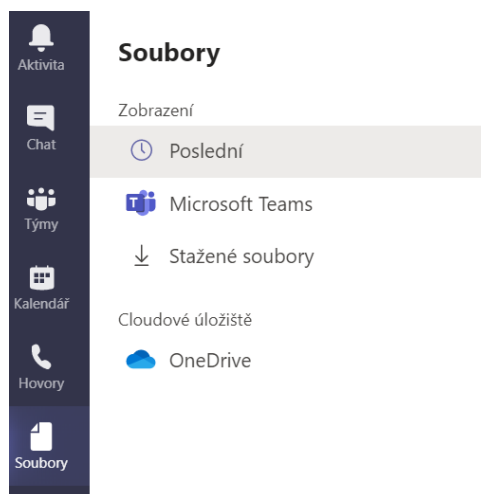 Aktivita
Chat
Týmy
Kalendář
Hovory
Soubory
Soubory
Zobrazení
Poslední
Microsoft Teams
Stažené soubory
Cloudové úložiště
OneDrive